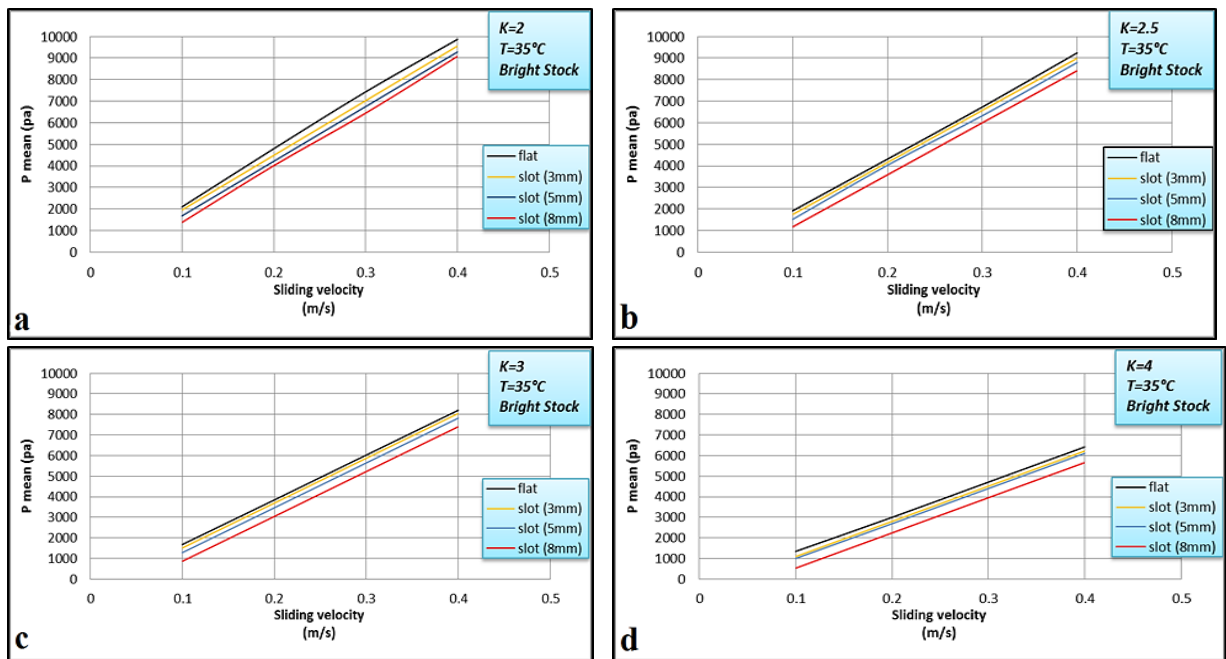 K=2
T=35°C
Bright Stock
P mean (pa)
10000
9000
8000
7000
6000
5000
4000
3000
2000
1000
0
flat
slot (3mm)
slot (5mm)
slot (8mm)
0 0.1 0.2 0.3 0.4 0.5
Sliding velocity
(m/s)
a
K=2.5
T=35°C
Bright Stock
P mean (pa)
10000
9000
8000
7000
6000
5000
4000
3000
2000
1000
0
flat
slot (3mm)
slot (5mm)
slot (8mm)
0 0.1 0.2 0.3 0.4 0.5
Sliding velocity
(m/s)
b
K=3
T=35°C
Bright Stock
P mean (pa)
10000
9000
8000
7000
6000
5000
4000
3000
2000
1000
0
flat
slot (3mm)
slot (5mm)
slot (8mm)
0 0.1 0.2 0.3 0.4 0.5
Sliding velocity
(m/s)
c
K=4
T=35°C
Bright Stock
P mean (pa)
10000
9000
8000
7000
6000
5000
4000
3000
2000
1000
0
flat
slot (3mm)
slot (5mm)
slot (8mm)
0 0.1 0.2 0.3 0.4 0.5
Sliding velocity
(m/s)
d